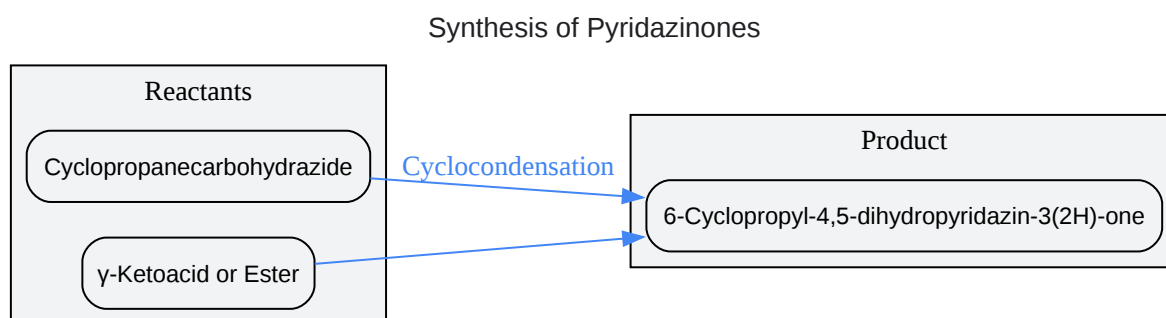 Synthesis of Pyridazinones
Reactants
Cyclopropanecarbohydrazide
γ-Ketoacid or Ester
Cyclocondensation
Product
6-Cyclopropyl-4,5-dihydropyridazin-3(2H)-one